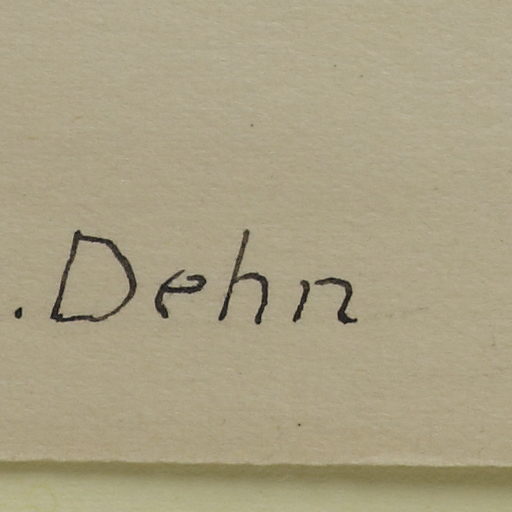 . Dehn